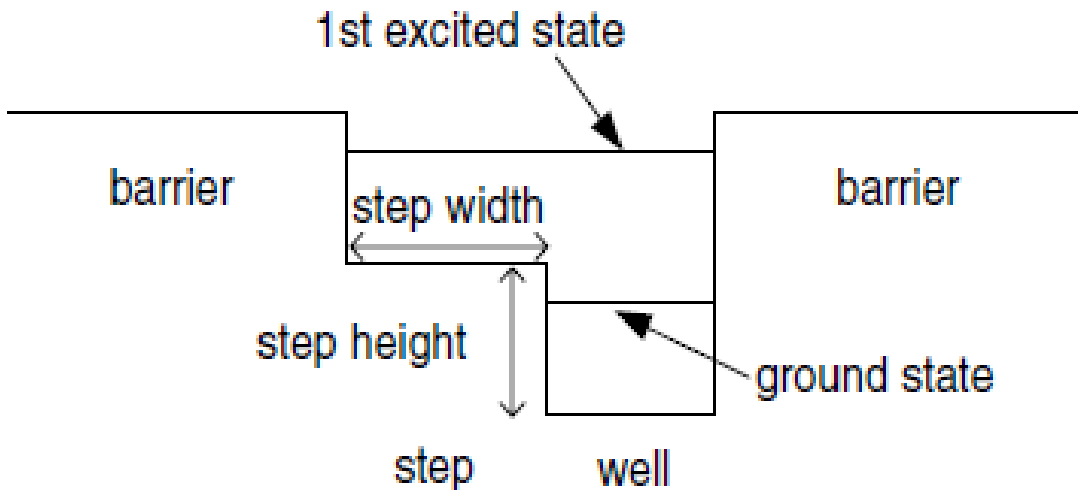 1st excited state
barrier
barrier
step width
step height
ground state
step
well